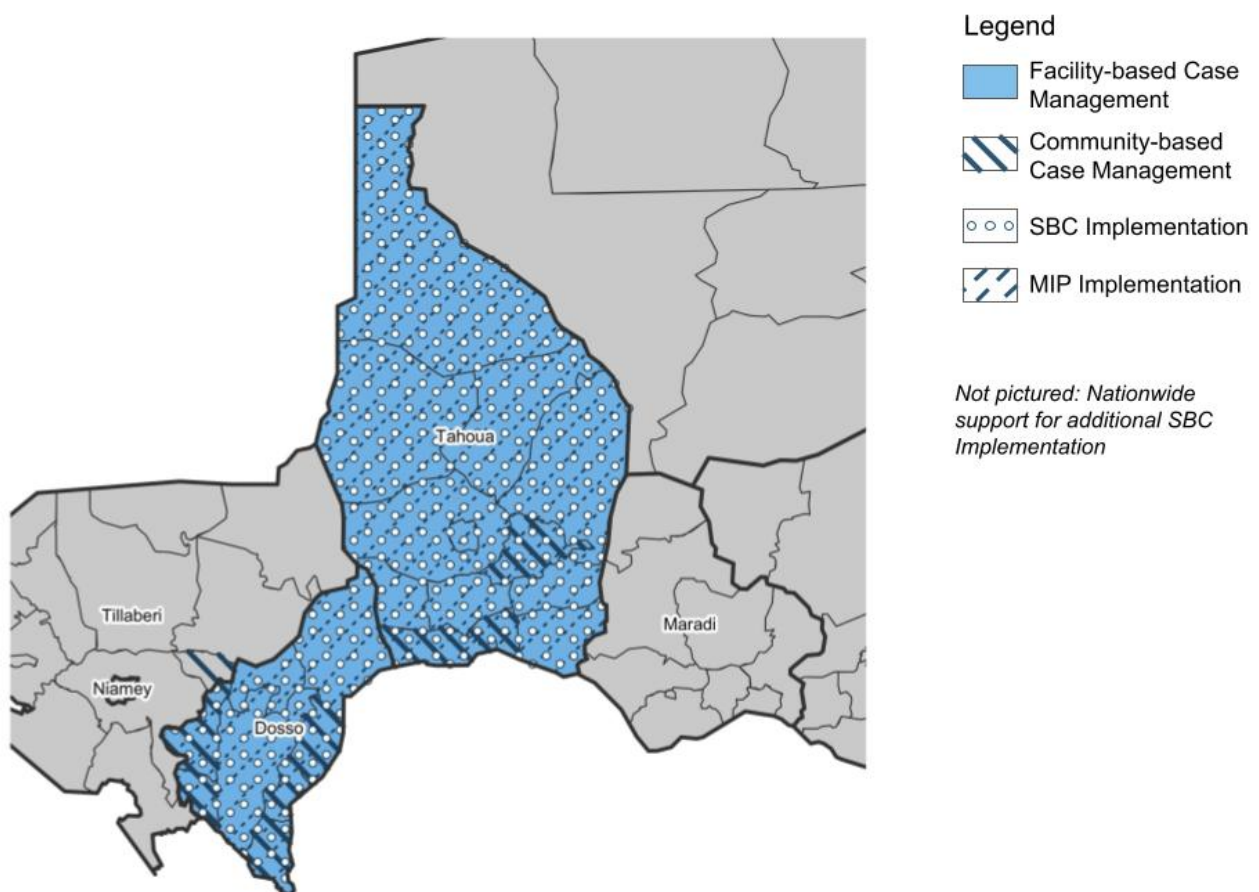 Legend
Facility-based Case
Management
Community-based
Case Management
SBC Implementation
MIP Implementation
Not pictured: Nationwide
support for additional SBC
Implementation
Tahoua
Tillaberi
Maradi
Niamey
Dosso